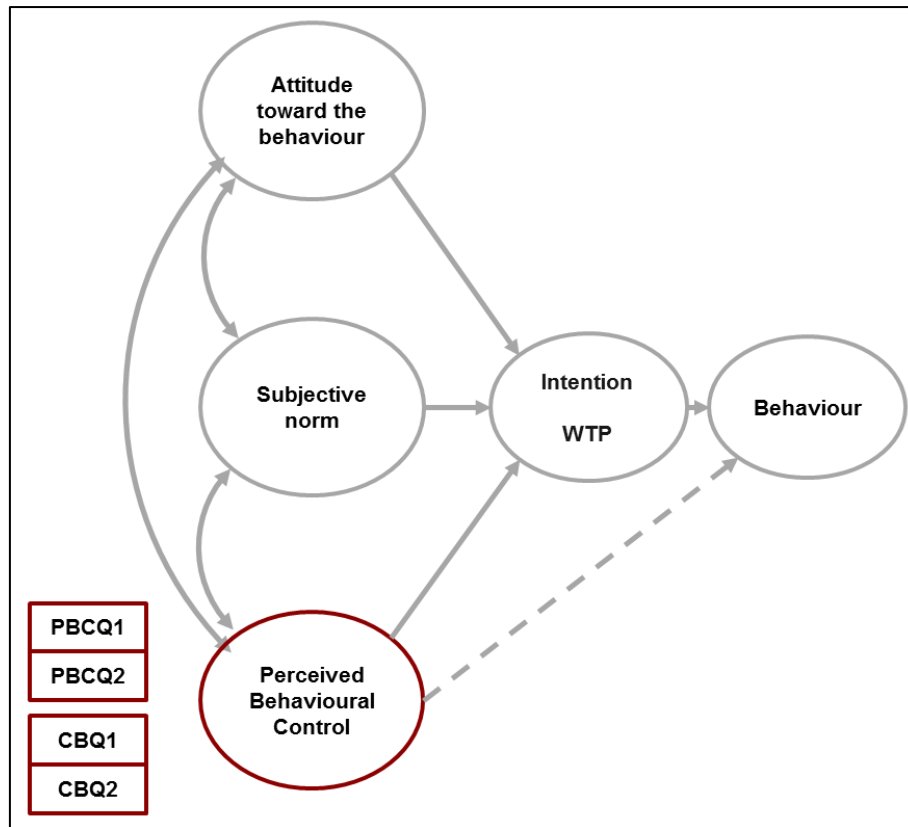 Attitude
toward the
behaviour
Subjective
norm
Intention
WTP
Behaviour
PBCQ1
PBCQ2
CBQ1
CBQ2
Perceived
Behavioural
Control